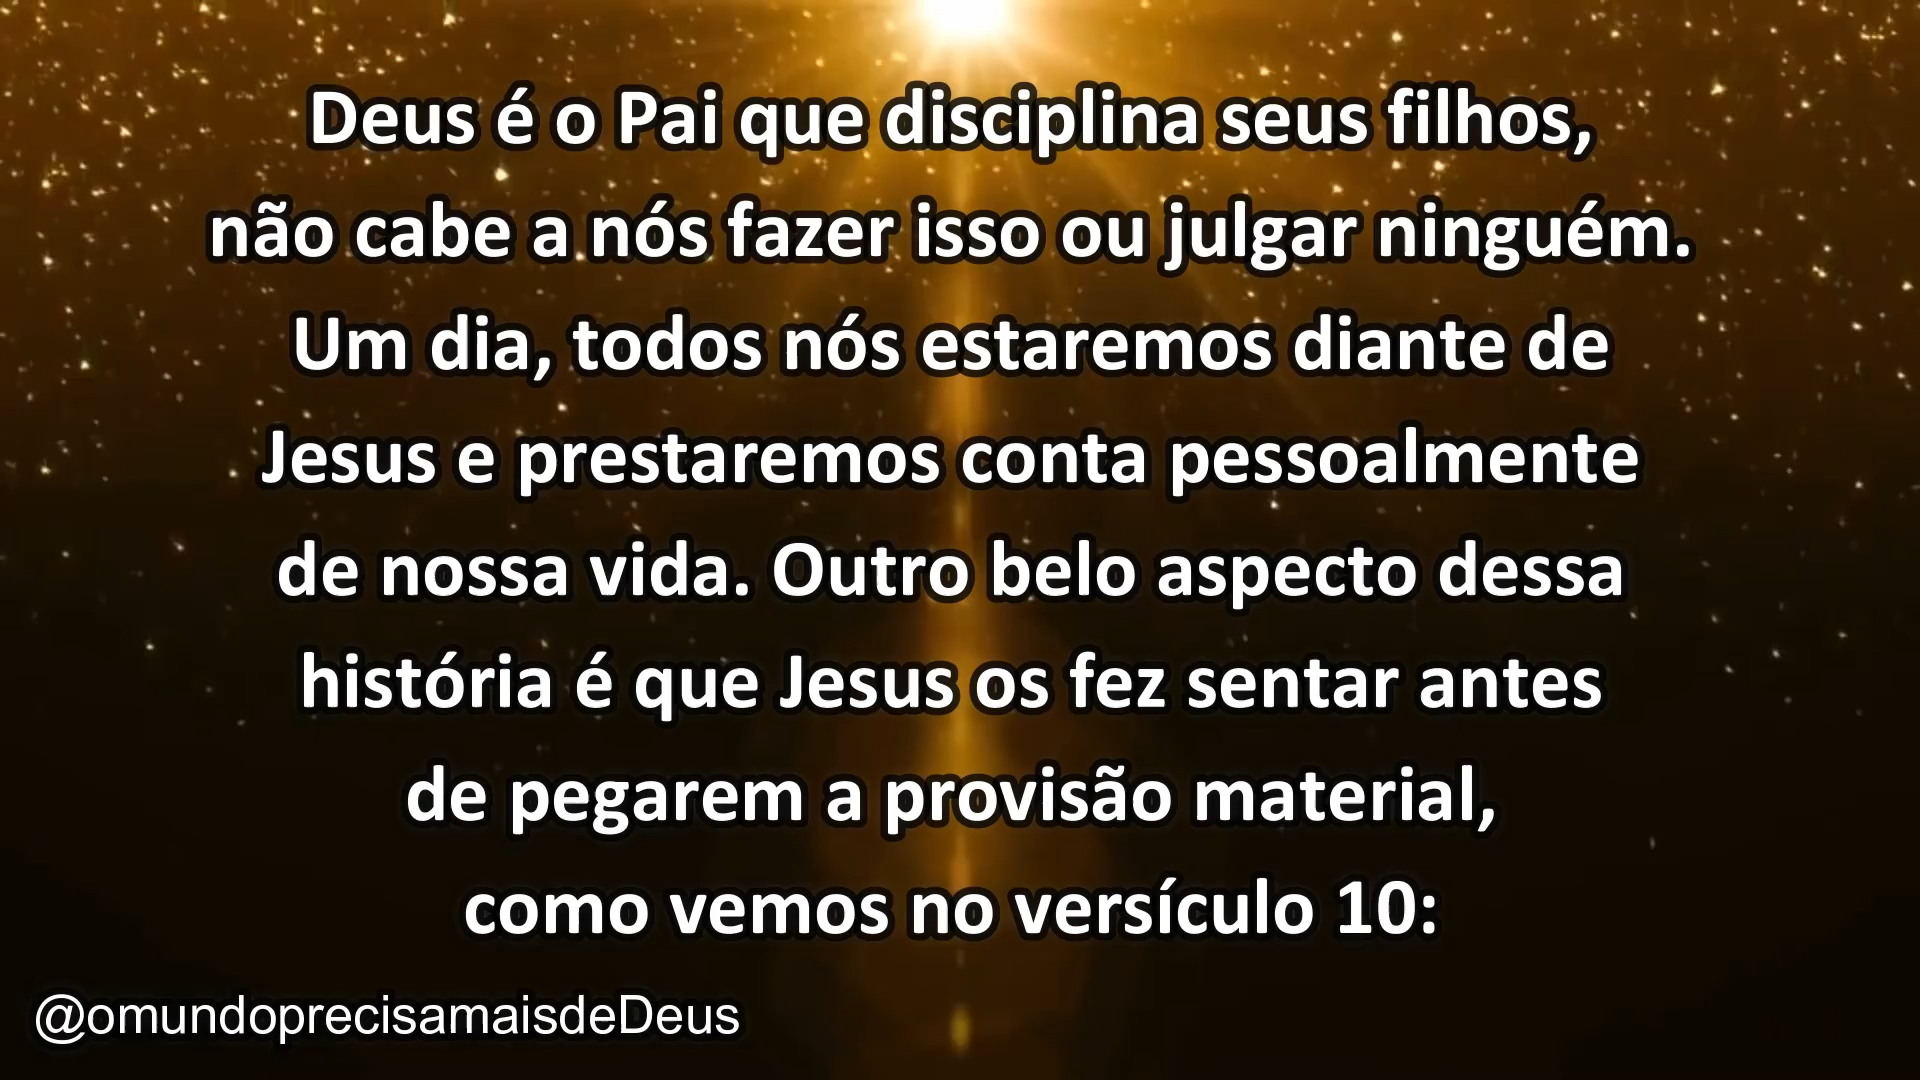 Deus é o Pai que disciplina seus filhos,
não cabe a nós fazer isso ou julgar ninguém.
Um dia, todos nós estaremos diante de
Jesus e prestaremos conta pessoalmente
de nossa vida. Outro belo aspecto dessa
história é que Jesus os fez sentar antes
de pegarem a provisão material,
como vemos no versículo 10:
@omundoprecisamaisdeDeus